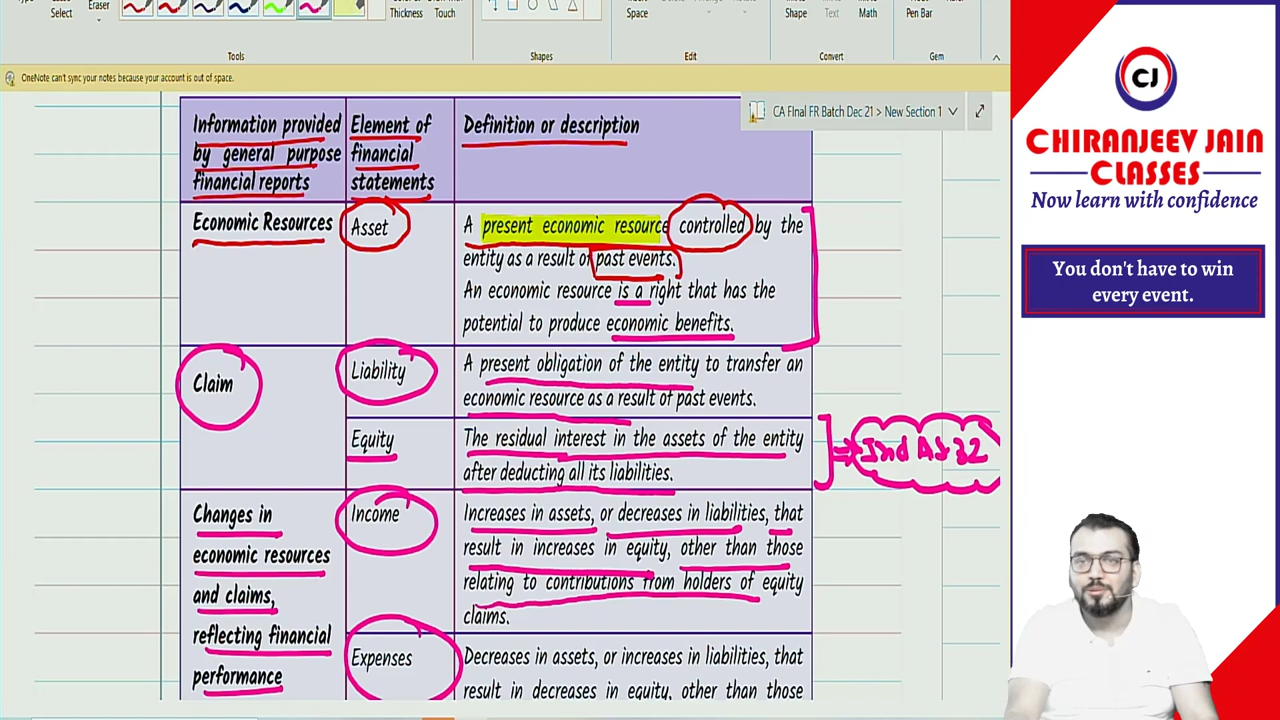 Eraser
Select
Thickness
Touch
Space
Shape
Text
Math
Pen Bar
Tools
Shapes
Edit
Convert
Gem
OneNote can't sync your notes because your account is out of space.
CA FInal FR Batch Dec 21 > New Section 1
Information provided by general purpose financial reports
Element of financial statements
Definition or description
Economic Resources
Asset
A present economic resource controlled by the
entity as a result of past events.
An economic resource is a right that has the
potential to produce economic benefits.
Claim
Liability
A present obligation of the entity to transfer an
economic resource as a result of past events.
Equity
The residual interest in the assets of the entity
after deducting all its liabilities.
Ind AS 32
Changes in
economic resources
and claims,
reflecting financial
performance
Income
Increases in assets, or decreases in liabilities, that
result in increases in equity, other than those
relating to contributions from holders of equity
claims.
Expenses
Decreases in assets, or increases in liabilities, that
result in decreases in equity, other than those
CJ
CHIRANJEEV JAIN
CLASSES
Now learn with confidence
You don't have to win
every event.